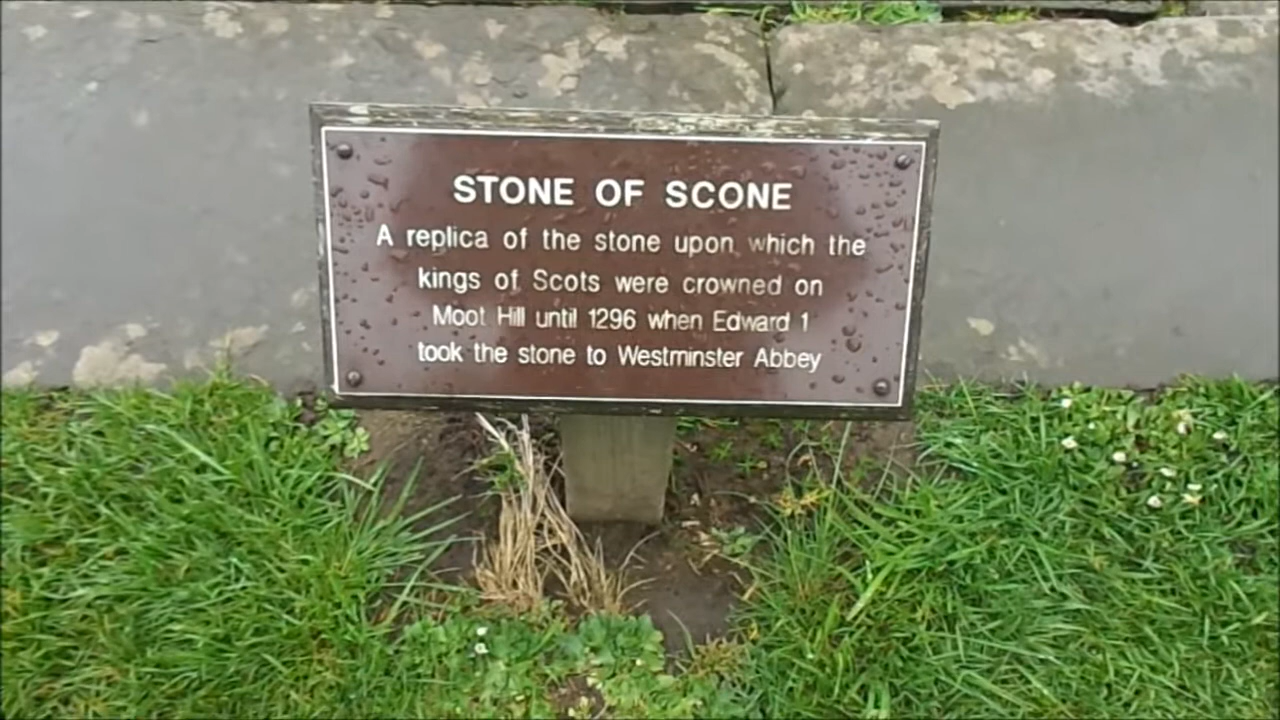 STONE OF SCONE
A replica of the stone upon which the
kings of Scots were crowned on
Moot Hill until 1296 when Edward 1
took the stone to Westminster Abbey